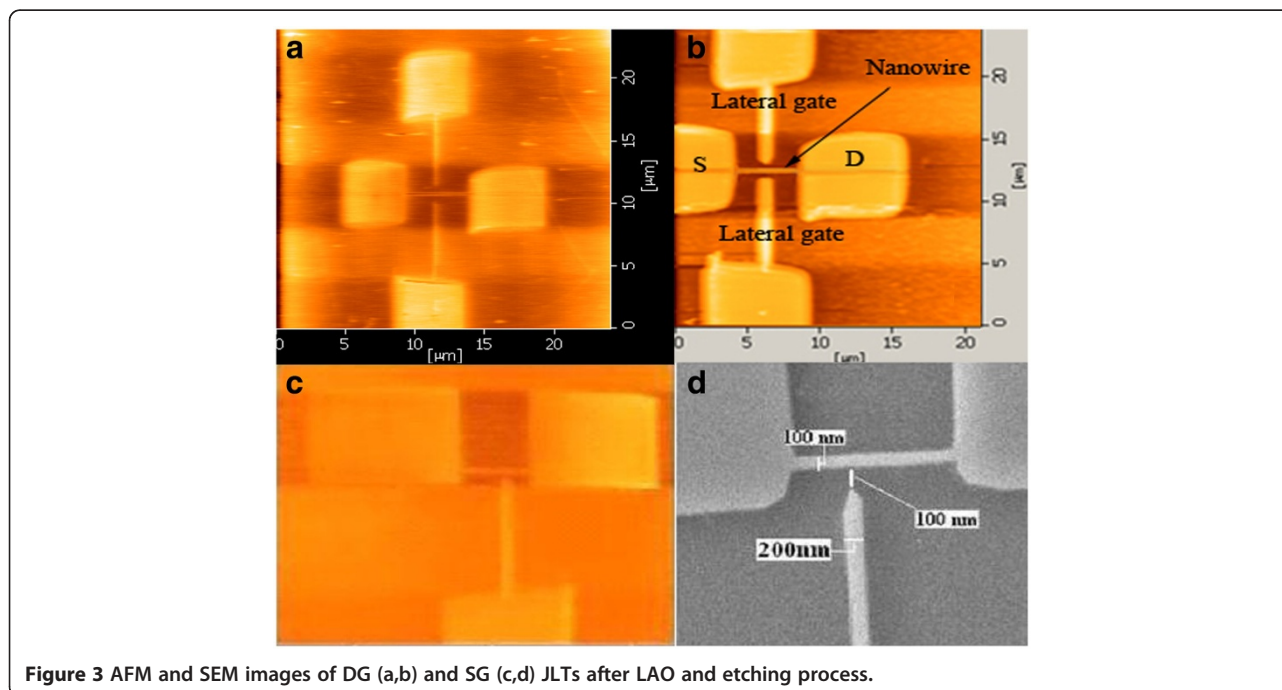 a
20
15
10
5
0
[µm]
0
5
10
15
20
[µm]
b
Nanowire
Lateral gate
S
D
Lateral gate
20
15
10
5
0
[µm]
0
10
15
20
[µm]
c
d
100 nm
100 nm
200nm
Figure 3 AFM and SEM images of DG (a,b) and SG (c,d) JLTs after LAO and etching process.